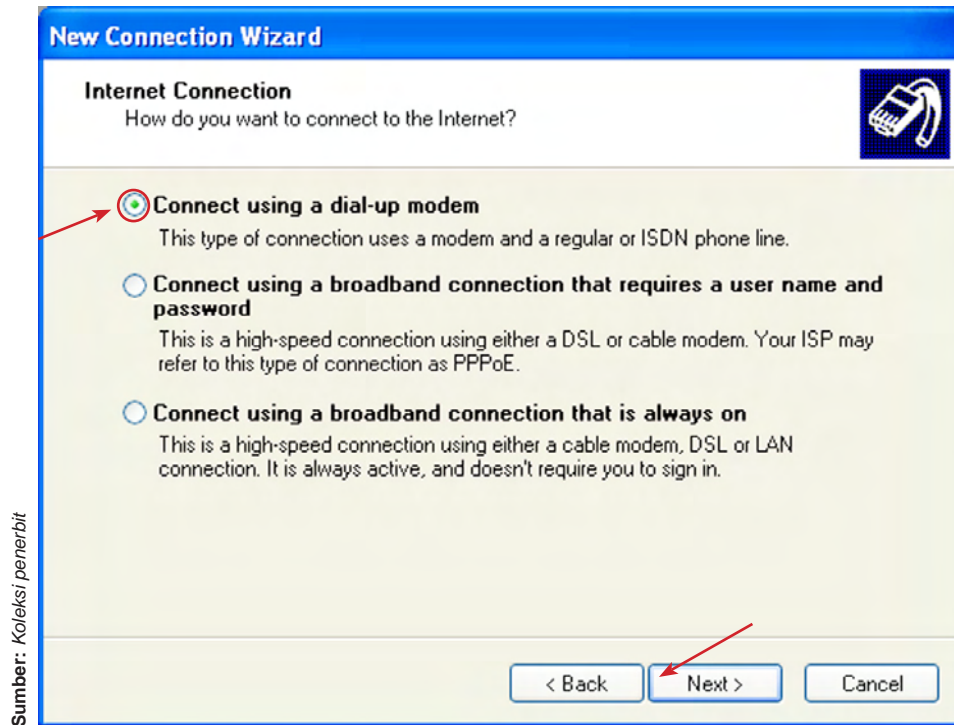 New Connection Wizard
Internet Connection
How do you want to connect to the Internet?
Connect using a dial-up modem
This type of connection uses a modem and a regular or ISDN phone line.
Connect using a broadband connection that requires a user name and
password
This is a high-speed connection using either a DSL or cable modem. Your ISP may
refer to this type of connection as PPPoE.
Connect using a broadband connection that is always on
This is a high-speed connection using either a cable modem, DSL or LAN
connection. It is always active, and doesn't require you to sign in.
< Back
Next >
Cancel
Sumber: Koleksi penerbit